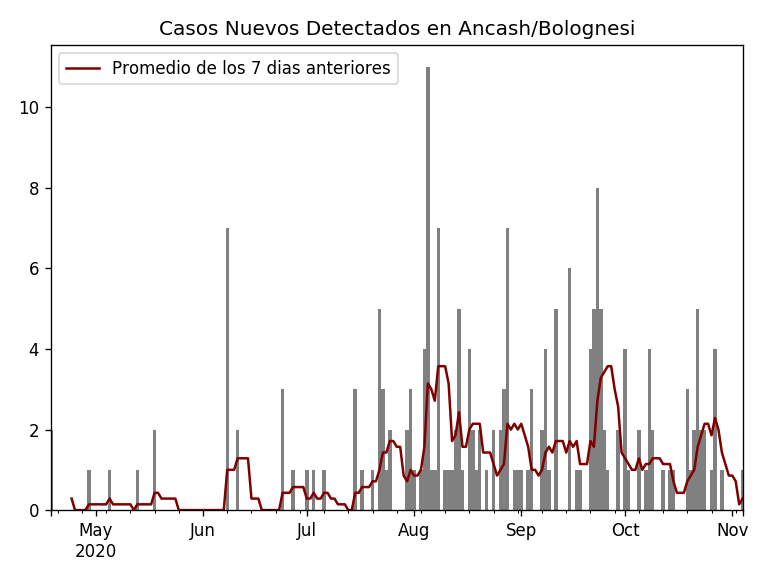 Casos Nuevos Detectados en Ancash/Bolognesi
Promedio de los 7 dias anteriores
10
8
6
4
2
0
May Jun Jul Aug Sep Oct Nov
2020